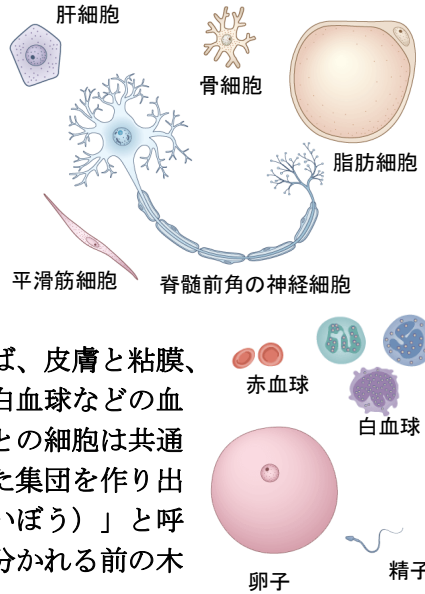 肝細胞
骨細胞
脂肪細胞
平滑筋細胞
脊髄前角の神経細胞
ば、皮膚と粘膜、
白血球などの血
との細胞は共通
た集団を作り出
いぼう）」と呼
分かれる前の木
赤血球
白血球
卵子
精子